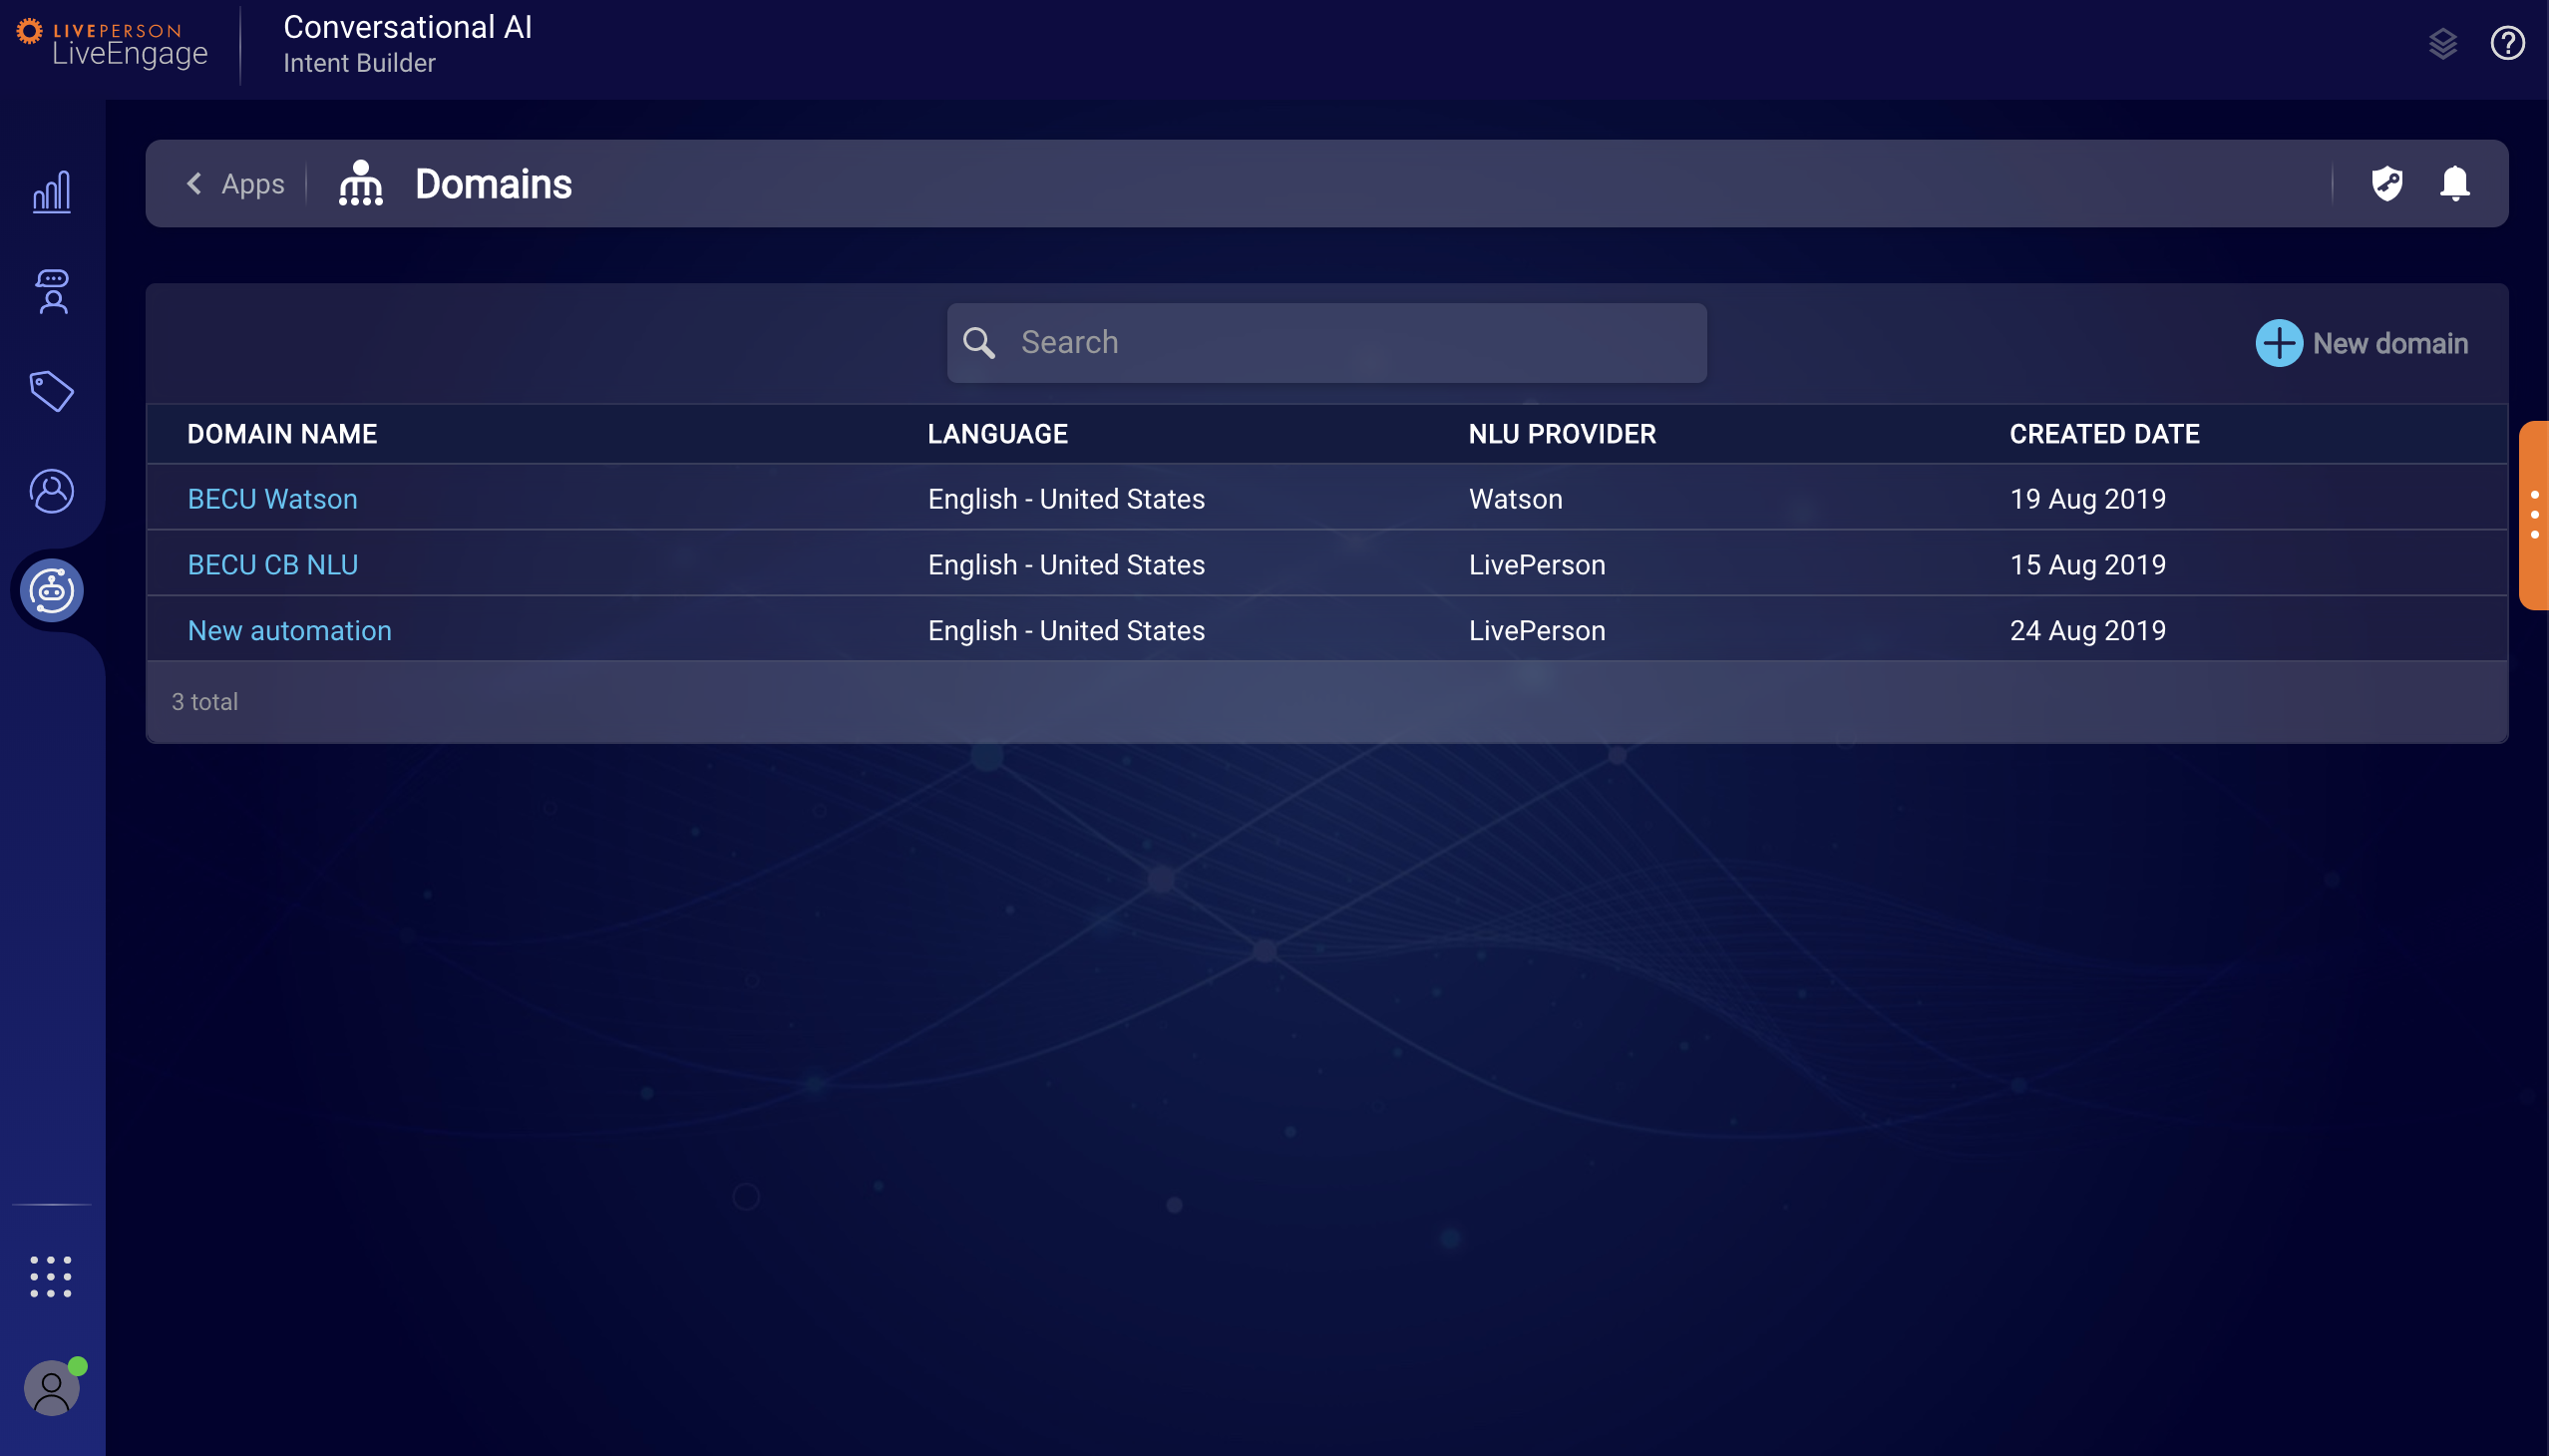 LIVEPERSON
LiveEngage
Conversational AI
Intent Builder
Apps
Domains
Search
New domain
DOMAIN NAME LANGUAGE NLU PROVIDER CREATED DATE
BECU Watson English - United States Watson 19 Aug 2019
BECU CB NLU English - United States LivePerson 15 Aug 2019
New automation English - United States LivePerson 24 Aug 2019
3 total